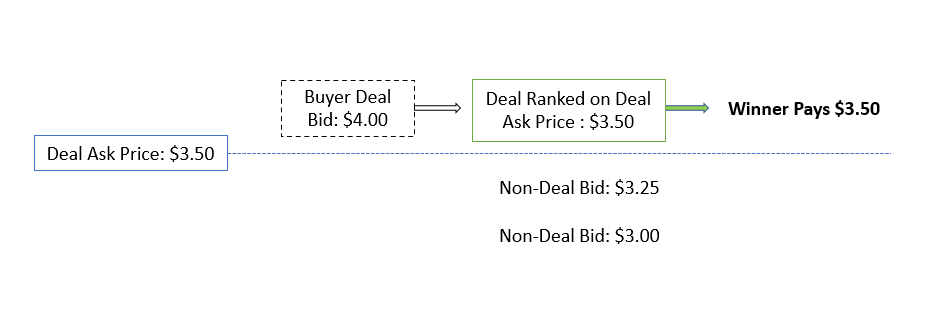 Buyer Deal
Bid: $4.00
Deal Ranked on Deal
Ask Price : $3.50
Winner Pays $3.50
Deal Ask Price: $3.50
Non-Deal Bid: $3.25
Non-Deal Bid: $3.00